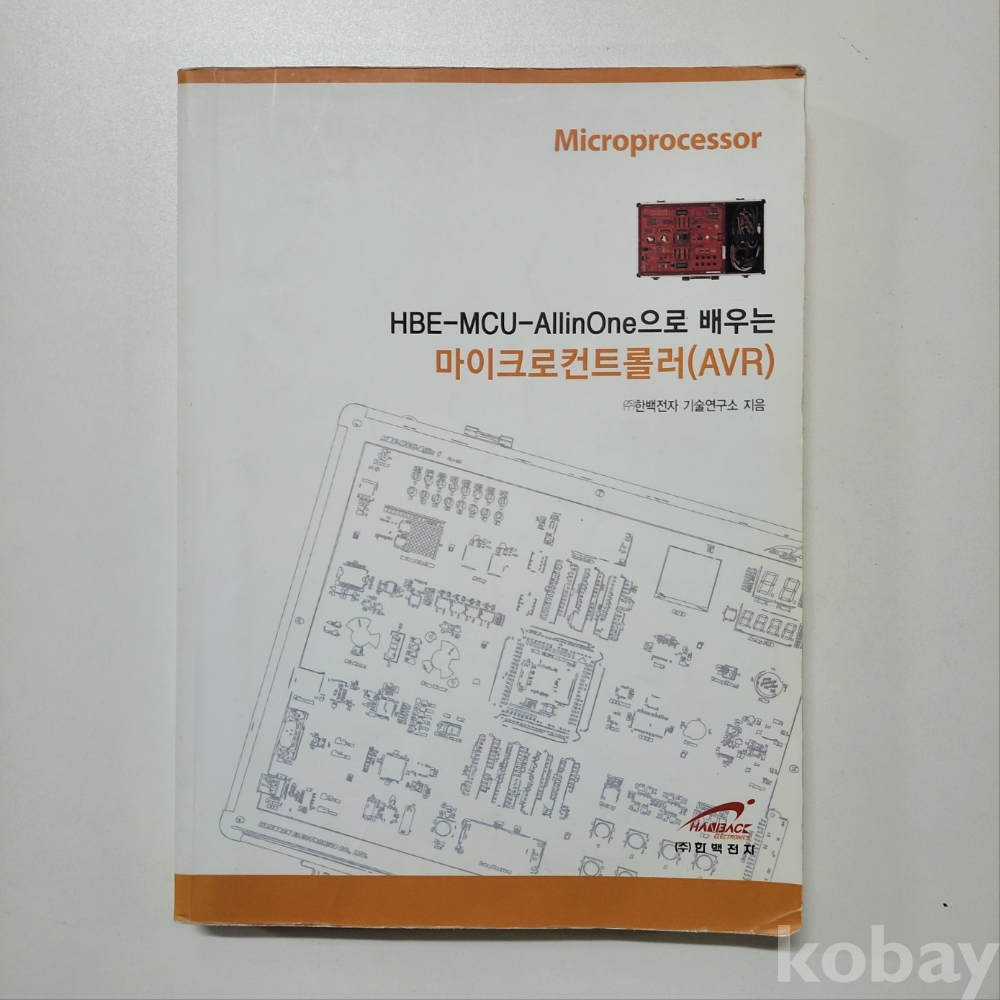 Microprocessor
HBE-MCU-AllinOne으로 배우는
마이크로컨트롤러(AVR)
㈜한백전자 기술연구소 지음
HANBACK
ELECTRONICS
(주)한백전자
kobay